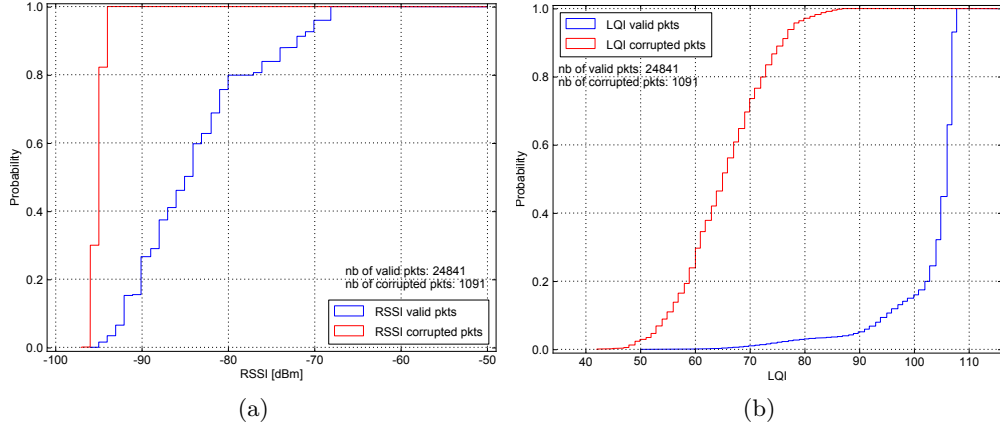 1.0
0.8
0.6
0.4
0.2
0.0
Probability
-100
-90
-80
-70
-60
-50
RSSI [dBm]
nb of valid pkts: 24841
nb of corrupted pkts: 1091
RSSI valid pkts
RSSI corrupted pkts
(a)
1.0
0.8
0.6
0.4
0.2
0.0
Probability
LQI valid pkts
LQI corrupted pkts
nb of valid pkts: 24841
nb of corrupted pkts: 1091
40
50
60
70
80
90
100
110
LQI
(b)